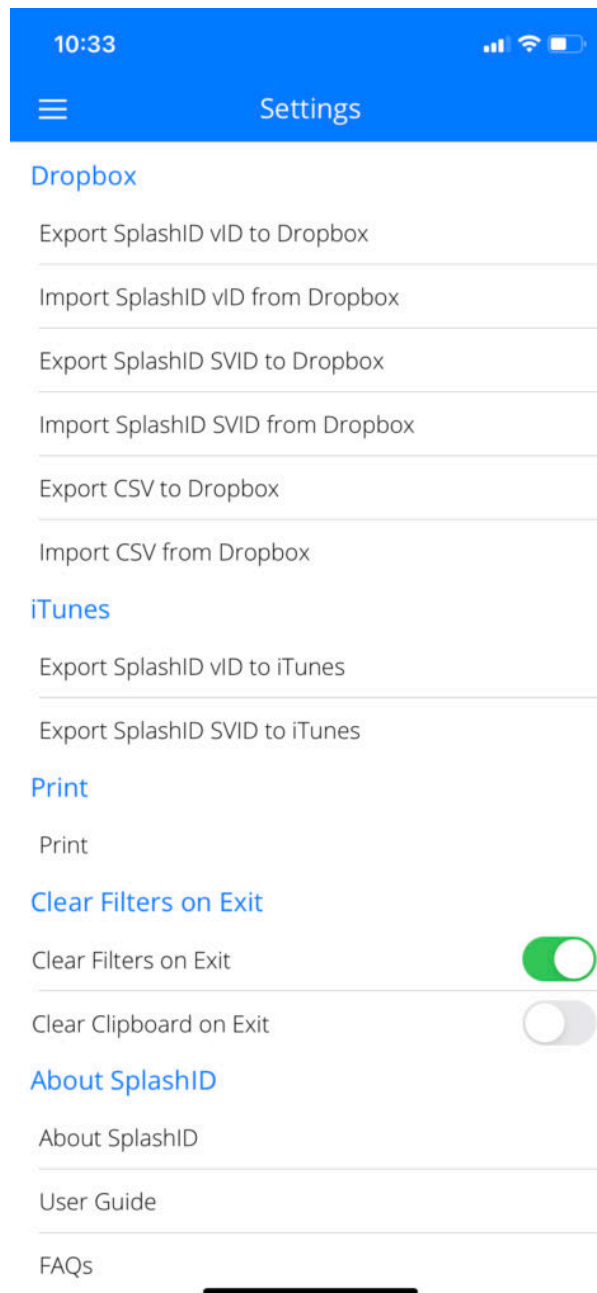 10:33
Settings
Dropbox
Export SplashID vID to Dropbox
Import SplashID vID from Dropbox
Export SplashID SVID to Dropbox
Import SplashID SVID from Dropbox
Export CSV to Dropbox
Import CSV from Dropbox
iTunes
Export SplashID vID to iTunes
Export SplashID SVID to iTunes
Print
Print
Clear Filters on Exit
Clear Filters on Exit
Clear Clipboard on Exit
About SplashID
About SplashID
User Guide
FAQs